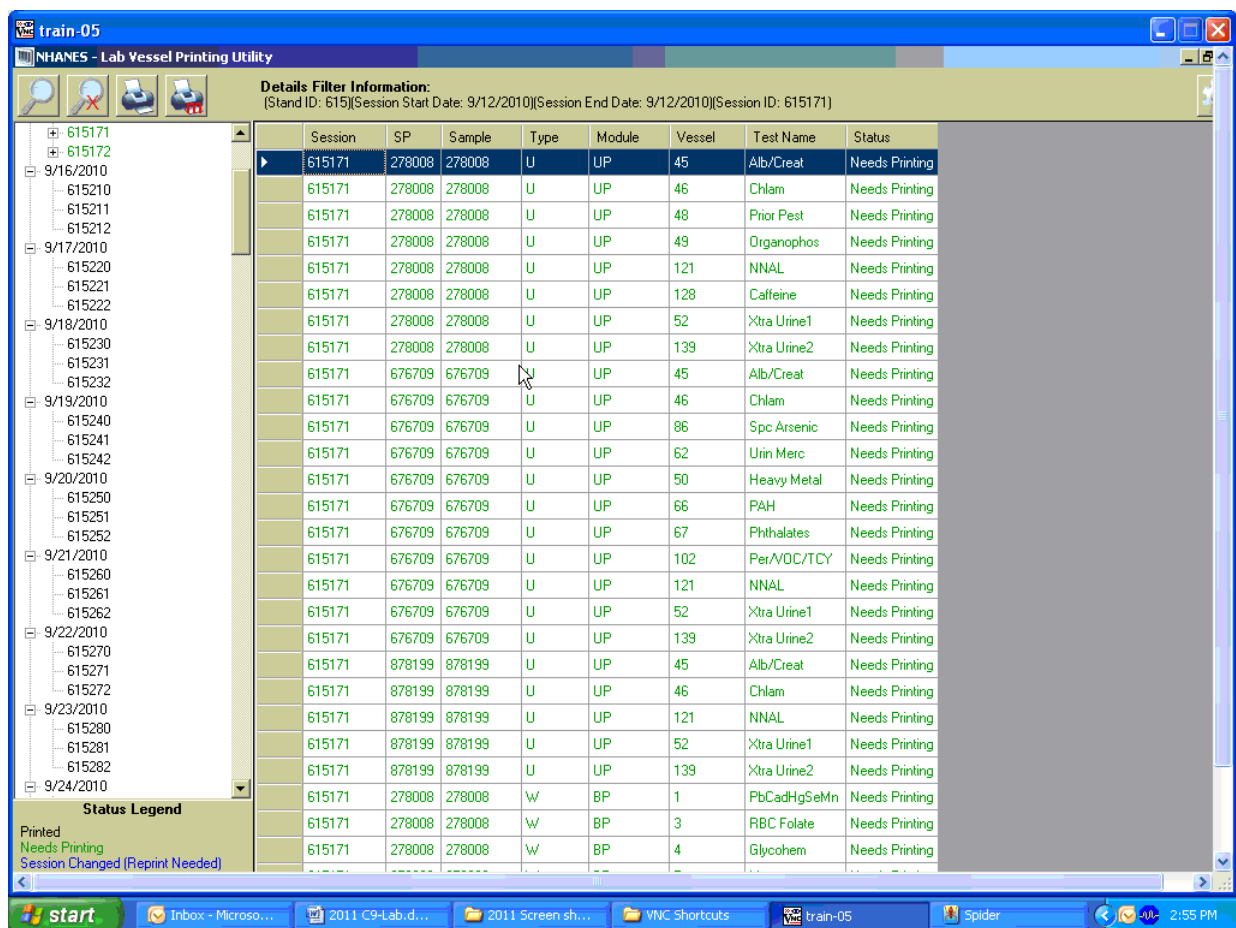 train-05
NHANES - Lab Vessel Printing Utility
Details Filter Information:
(Stand ID: 615)(Session Start Date: 9/12/2010)(Session End Date: 9/12/2010)(Session ID: 615171)
615171
615172
9/16/2010
615210
615211
615212
9/17/2010
615220
615221
615222
9/18/2010
615230
615231
615232
9/19/2010
615240
615241
615242
9/20/2010
615250
615251
615252
9/21/2010
615260
615261
615262
9/22/2010
615270
615271
615272
9/23/2010
615280
615281
615282
9/24/2010
Status Legend
Printed
Needs Printing
Session Changed (Reprint Needed)
Session SP Sample Type Module Vessel Test Name Status
615171 278008 278008 U UP 45 Alb/Creat Needs Printing
615171 278008 278008 U UP 46 Chlam Needs Printing
615171 278008 278008 U UP 48 Prior Pest Needs Printing
615171 278008 278008 U UP 49 Organophos Needs Printing
615171 278008 278008 U UP 121 NNAL Needs Printing
615171 278008 278008 U UP 128 Caffeine Needs Printing
615171 278008 278008 U UP 52 Xtra Urine1 Needs Printing
615171 278008 278008 U UP 139 Xtra Urine2 Needs Printing
615171 676709 676709 U UP 45 Alb/Creat Needs Printing
615171 676709 676709 U UP 46 Chlam Needs Printing
615171 676709 676709 U UP 86 Spc Arsenic Needs Printing
615171 676709 676709 U UP 62 Urin Merc Needs Printing
615171 676709 676709 U UP 50 Heavy Metal Needs Printing
615171 676709 676709 U UP 66 PAH Needs Printing
615171 676709 676709 U UP 67 Phthalates Needs Printing
615171 676709 676709 U UP 102 Per/VOC/TCY Needs Printing
615171 676709 676709 U UP 121 NNAL Needs Printing
615171 676709 676709 U UP 52 Xtra Urine1 Needs Printing
615171 676709 676709 U UP 139 Xtra Urine2 Needs Printing
615171 878199 878199 U UP 45 Alb/Creat Needs Printing
615171 878199 878199 U UP 46 Chlam Needs Printing
615171 878199 878199 U UP 121 NNAL Needs Printing
615171 878199 878199 U UP 52 Xtra Urine1 Needs Printing
615171 878199 878199 U UP 139 Xtra Urine2 Needs Printing
615171 278008 278008 W BP 1 PbCadHgSeMn Needs Printing
615171 278008 278008 W BP 3 RBC Folate Needs Printing
615171 278008 278008 W BP 4 Glycohem Needs Printing
start Inbox - Microso... 2011 C9-Lab.d... 2011 Screen sh... VNC Shortcuts train-05 Spider 2:55 PM